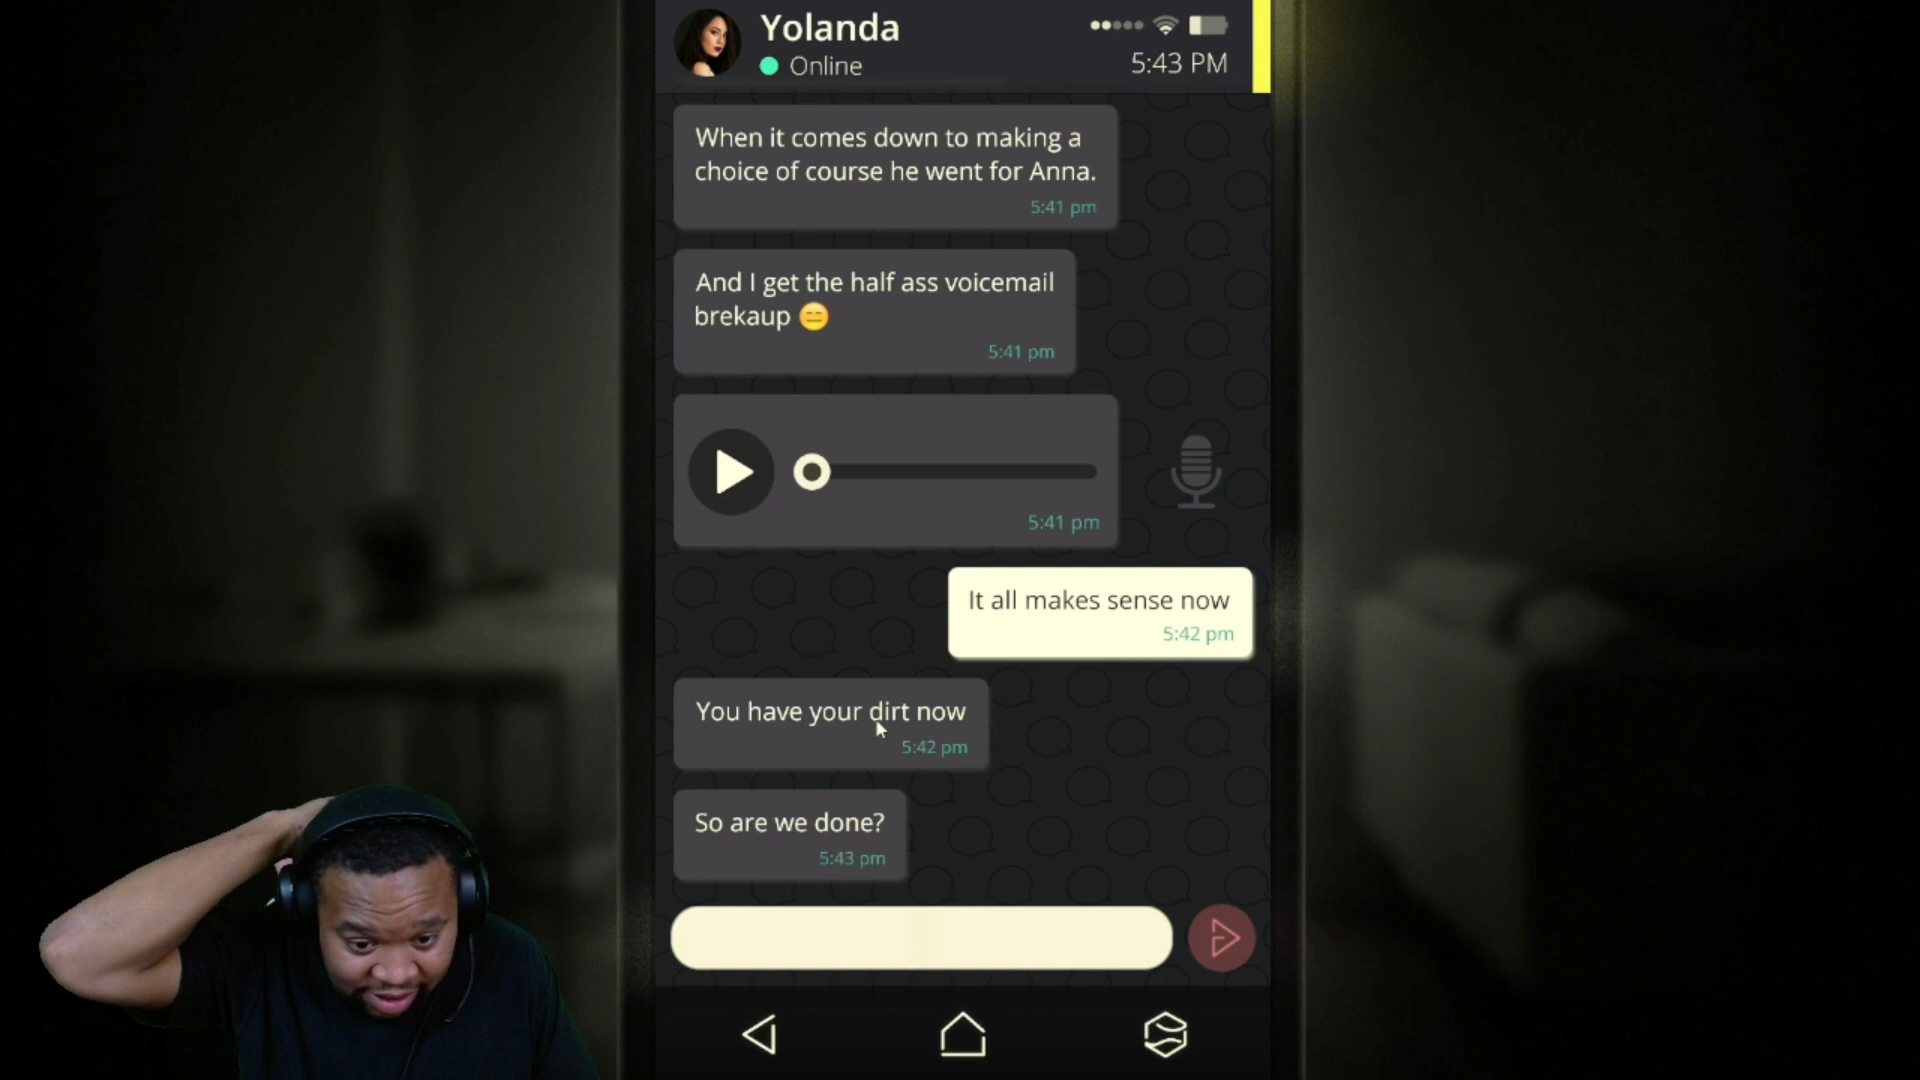 Yolanda
Online
5:43 PM
When it comes down to making a
choice of course he went for Anna.
5:41 pm
And I get the half ass voicemail
brekaup 😑
5:41 pm
5:41 pm
It all makes sense now
5:42 pm
You have your dirt now
5:42 pm
So are we done?
5:43 pm